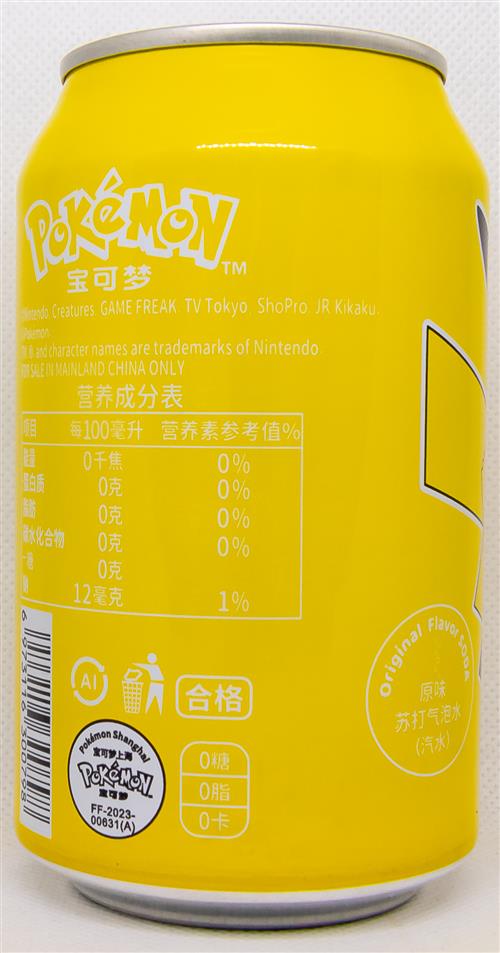 Pokémon TM
宝可梦
Nintendo. Creatures. GAME FREAK. TV Tokyo. ShoPro. JR Kikaku.
Pokémon.
and character names are trademarks of Nintendo.
FOR SALE IN MAINLAND CHINA ONLY
营养成分表
项目 每100毫升 营养素参考值%
能量 0千焦 0%
蛋白质 0克 0%
脂肪 0克 0%
碳水化合物 0克 0%
一糖 0克
钠 12毫克 1%
6 973116 300798
Al
合格
Pokémon Shanghai
宝可梦上海
Pokémon
宝可梦
FF-2023-
00631(A)
0糖
0脂
0卡
Original Flavor SODA
原味
苏打气泡水
(汽水)